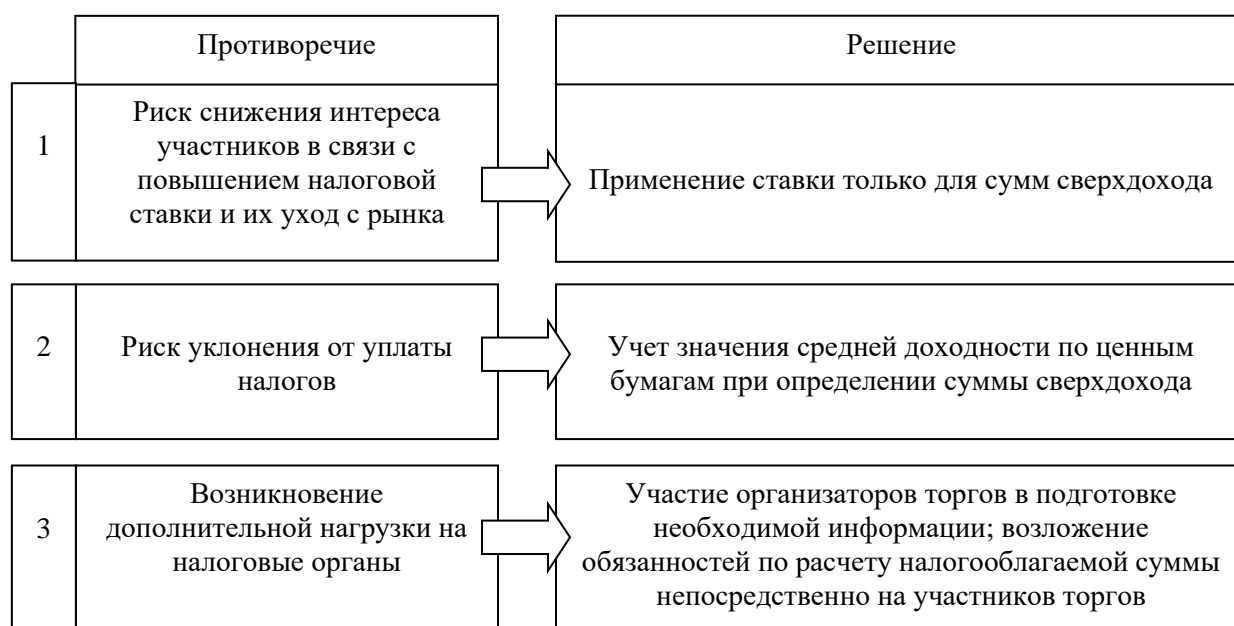 Противоречие
Решение
1
Риск снижения интереса
участников в связи с
повышением налоговой
ставки и их уход с рынка
Применение ставки только для сумм сверхдохода
2
Риск уклонения от уплаты
налогов
Учет значения средней доходности по ценным
бумагам при определении суммы сверхдохода
3
Возникновение
дополнительной нагрузки на
налоговые органы
Участие организаторов торгов в подготовке
необходимой информации; возложение
обязанностей по расчету налогооблагаемой суммы
непосредственно на участников торгов